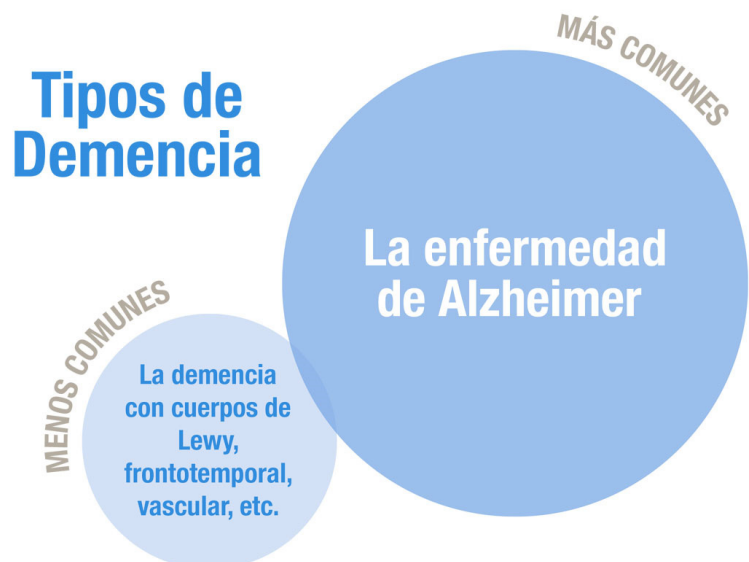 Tipos de
Demencia
MÁS COMUNES
La enfermedad
de Alzheimer
MENOS COMUNES
La demencia
con cuerpos de
Lewy,
frontotemporal,
vascular, etc.